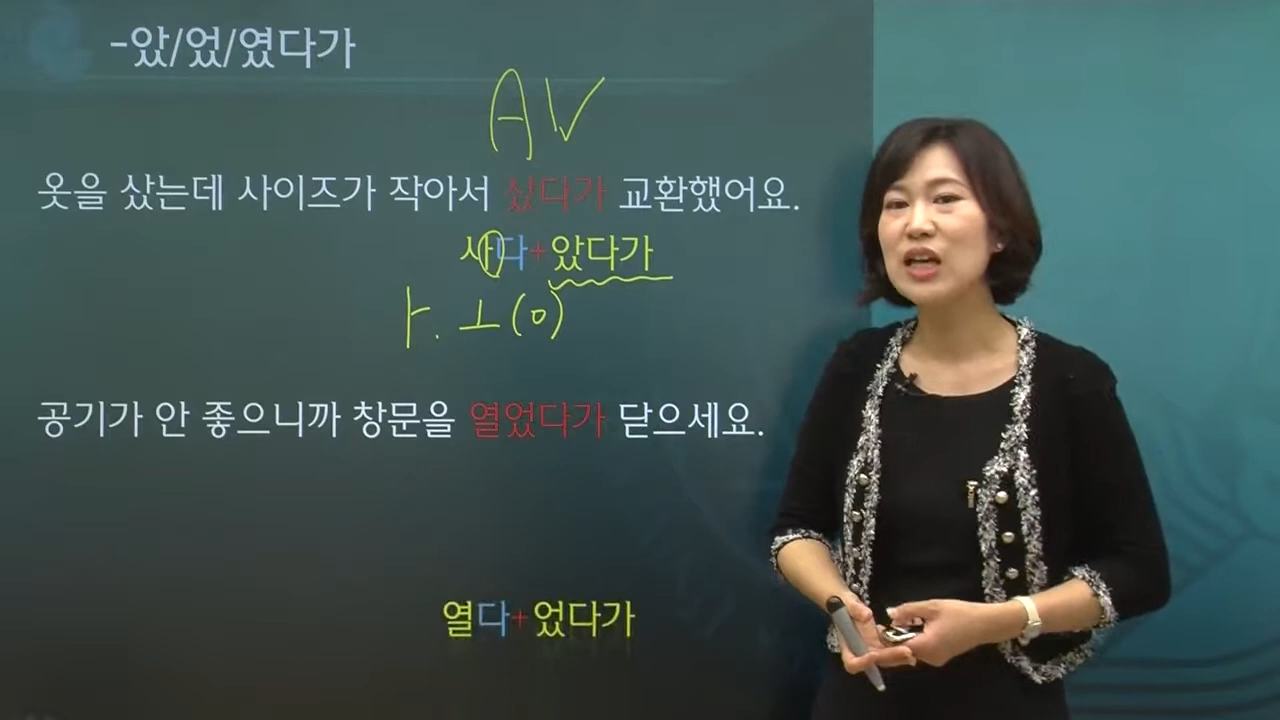 -았/었/였다가
AV
옷을 샀는데 사이즈가 작아서 샀다가 교환했어요.
사다+았다가
ㅏ. ㅗ(o)
공기가 안 좋으니까 창문을 열었다가 닫으세요.
열다+었다가